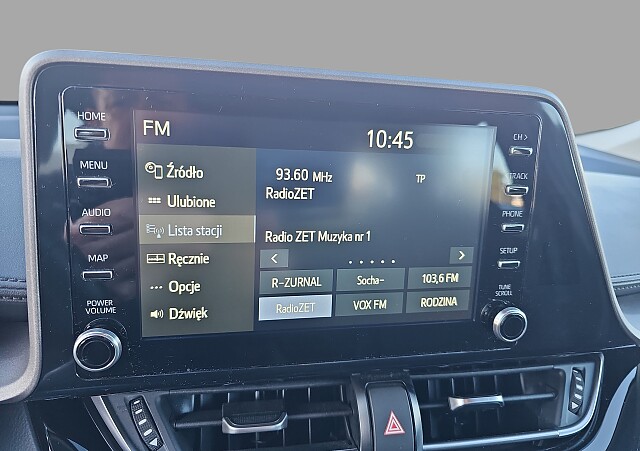 HOME
MENU
AUDIO
MAP
POWER
VOLUME
FM
10:45
Źródło
Ulubione
Lista stacji
Ręcznie
Opcje
Dźwięk
93.60 MHz
TP
RadioZET
Radio ZET Muzyka nr 1
< >
R-ZURNAL
Socha-
103,6 FM
RadioZET
VOX FM
RODZINA
CH >
TRACK
PHONE
SETUP
TUNE
SCROLL